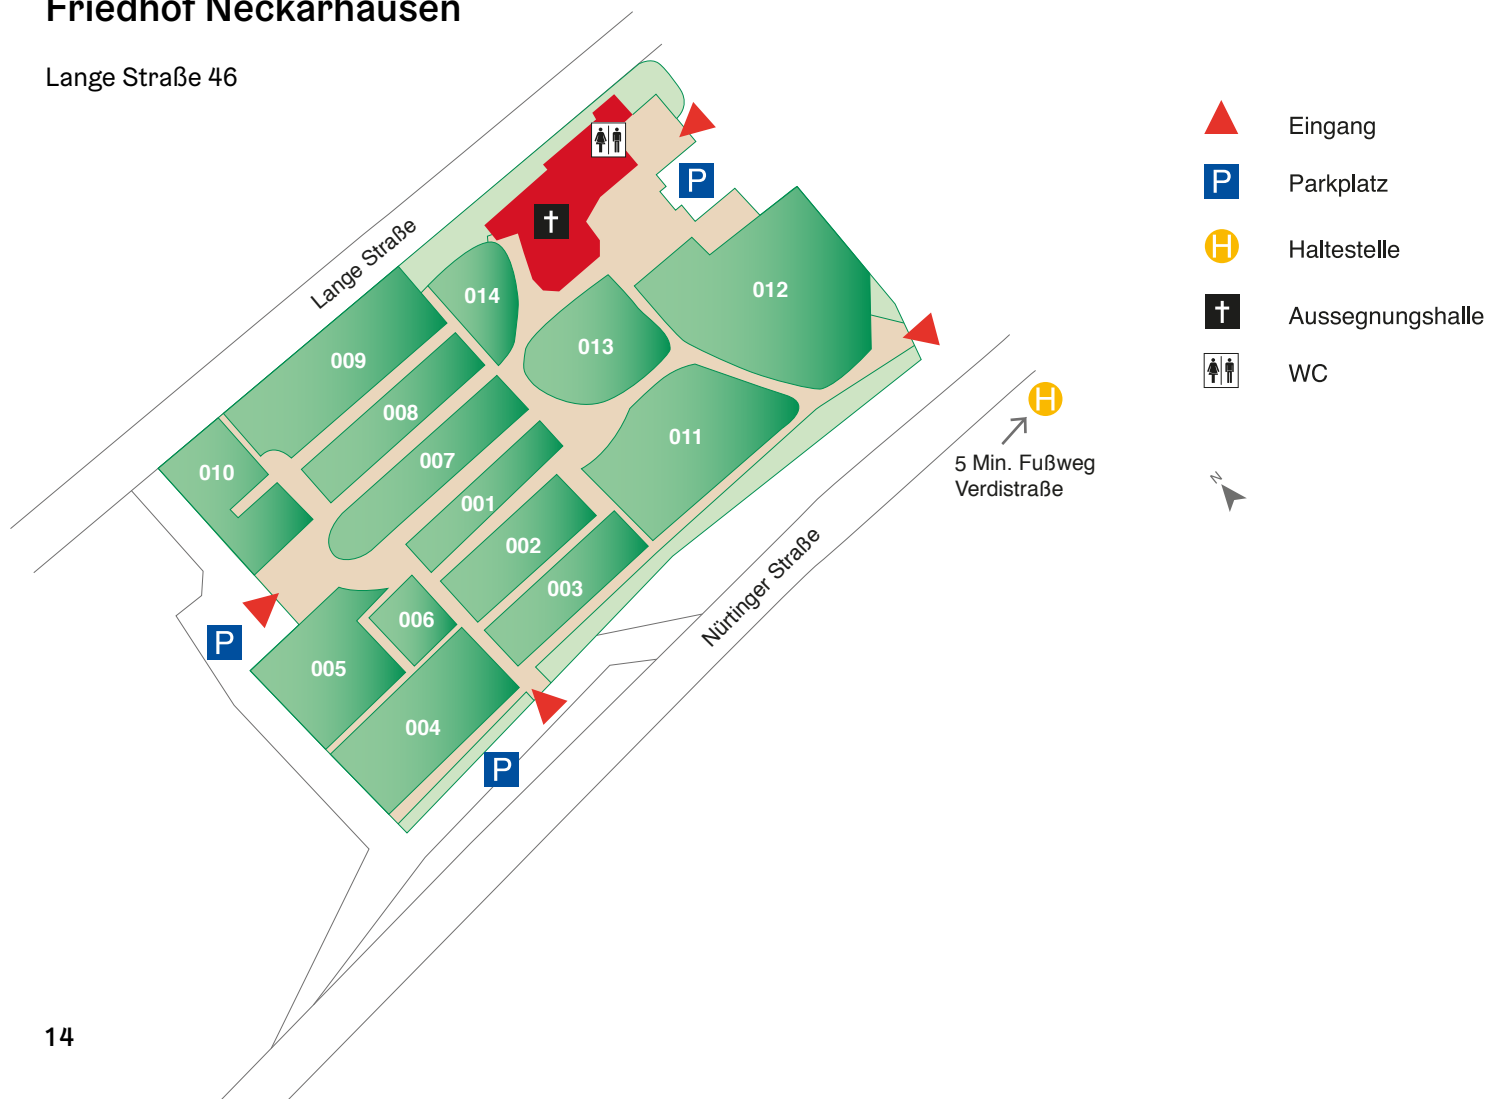 Friedhof Neckarhausen
Lange Straße 46
Lange Straße
014
012
013
009
008
011
007
010
001
002
003
006
005
004
P
P
P
H
5 Min. Fußweg
Verdistraße
Nürtinger Straße
Eingang
P Parkplatz
H Haltestelle
Aussegnungshalle
WC
N
14